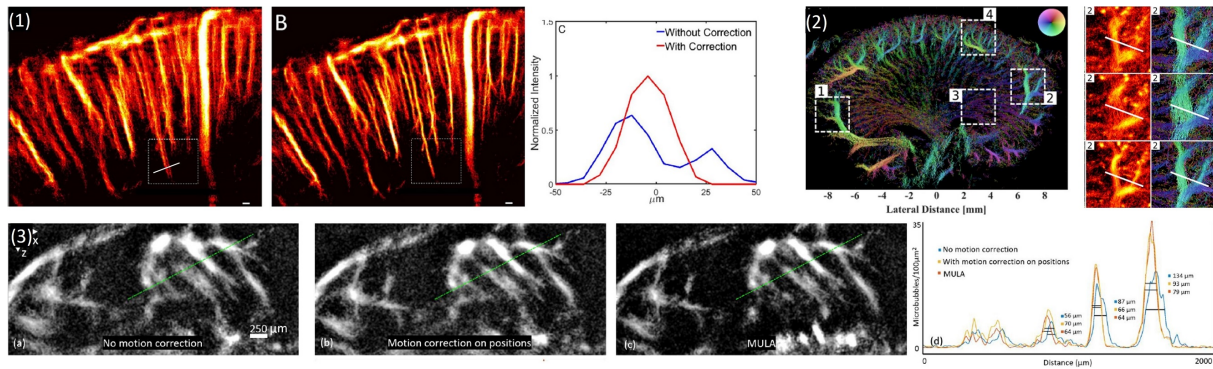 (1)
B
C
1.5
1
0.5
0
-50
-25
0
25
50
Normalized Intensity
μm
Without Correction
With Correction
(2)
1
2
3
4
-8 -6 -4 -2 0 2 4 6 8
Lateral Distance [mm]
2
2
2
2
2
2
(3)
x
z
250 μm
(a)
No motion correction
(b)
Motion correction on positions
(c)
MULA
35
10
0
Microbubbles/100μm²
No motion correction
With motion correction on positions
MULA
56 μm
70 μm
64 μm
87 μm
66 μm
64 μm
134 μm
93 μm
79 μm
(d)
0
Distance (μm)
2000